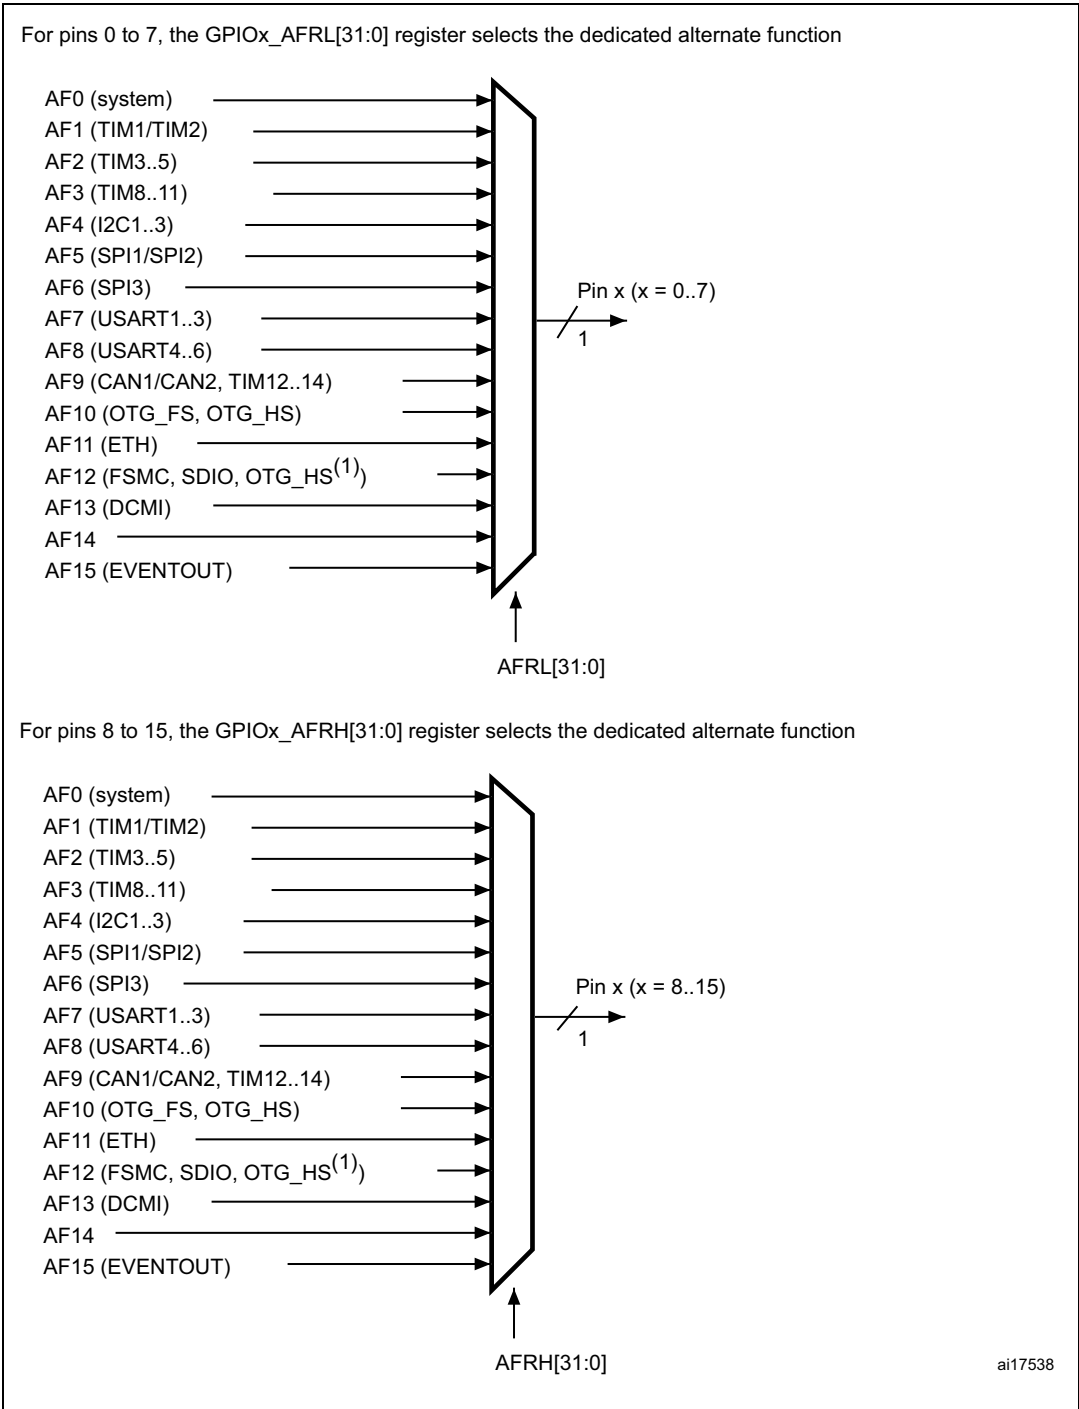 For pins 0 to 7, the GPIOx_AFRL[31:0] register selects the dedicated alternate function
AF0 (system)
AF1 (TIM1/TIM2)
AF2 (TIM3..5)
AF3 (TIM8..11)
AF4 (I2C1..3)
AF5 (SPI1/SPI2)
AF6 (SPI3)
Pin x (x = 0..7)
AF7 (USART1..3)
1
AF8 (USART4..6)
AF9 (CAN1/CAN2, TIM12..14)
AF10 (OTG_FS, OTG_HS)
AF11 (ETH)
AF12 (FSMC, SDIO, OTG_HS(1))
AF13 (DCMI)
AF14
AF15 (EVENTOUT)
AFRL[31:0]
For pins 8 to 15, the GPIOx_AFRH[31:0] register selects the dedicated alternate function
AF0 (system)
AF1 (TIM1/TIM2)
AF2 (TIM3..5)
AF3 (TIM8..11)
AF4 (I2C1..3)
AF5 (SPI1/SPI2)
AF6 (SPI3)
Pin x (x = 8..15)
AF7 (USART1..3)
1
AF8 (USART4..6)
AF9 (CAN1/CAN2, TIM12..14)
AF10 (OTG_FS, OTG_HS)
AF11 (ETH)
AF12 (FSMC, SDIO, OTG_HS(1))
AF13 (DCMI)
AF14
AF15 (EVENTOUT)
AFRH[31:0]
ai17538